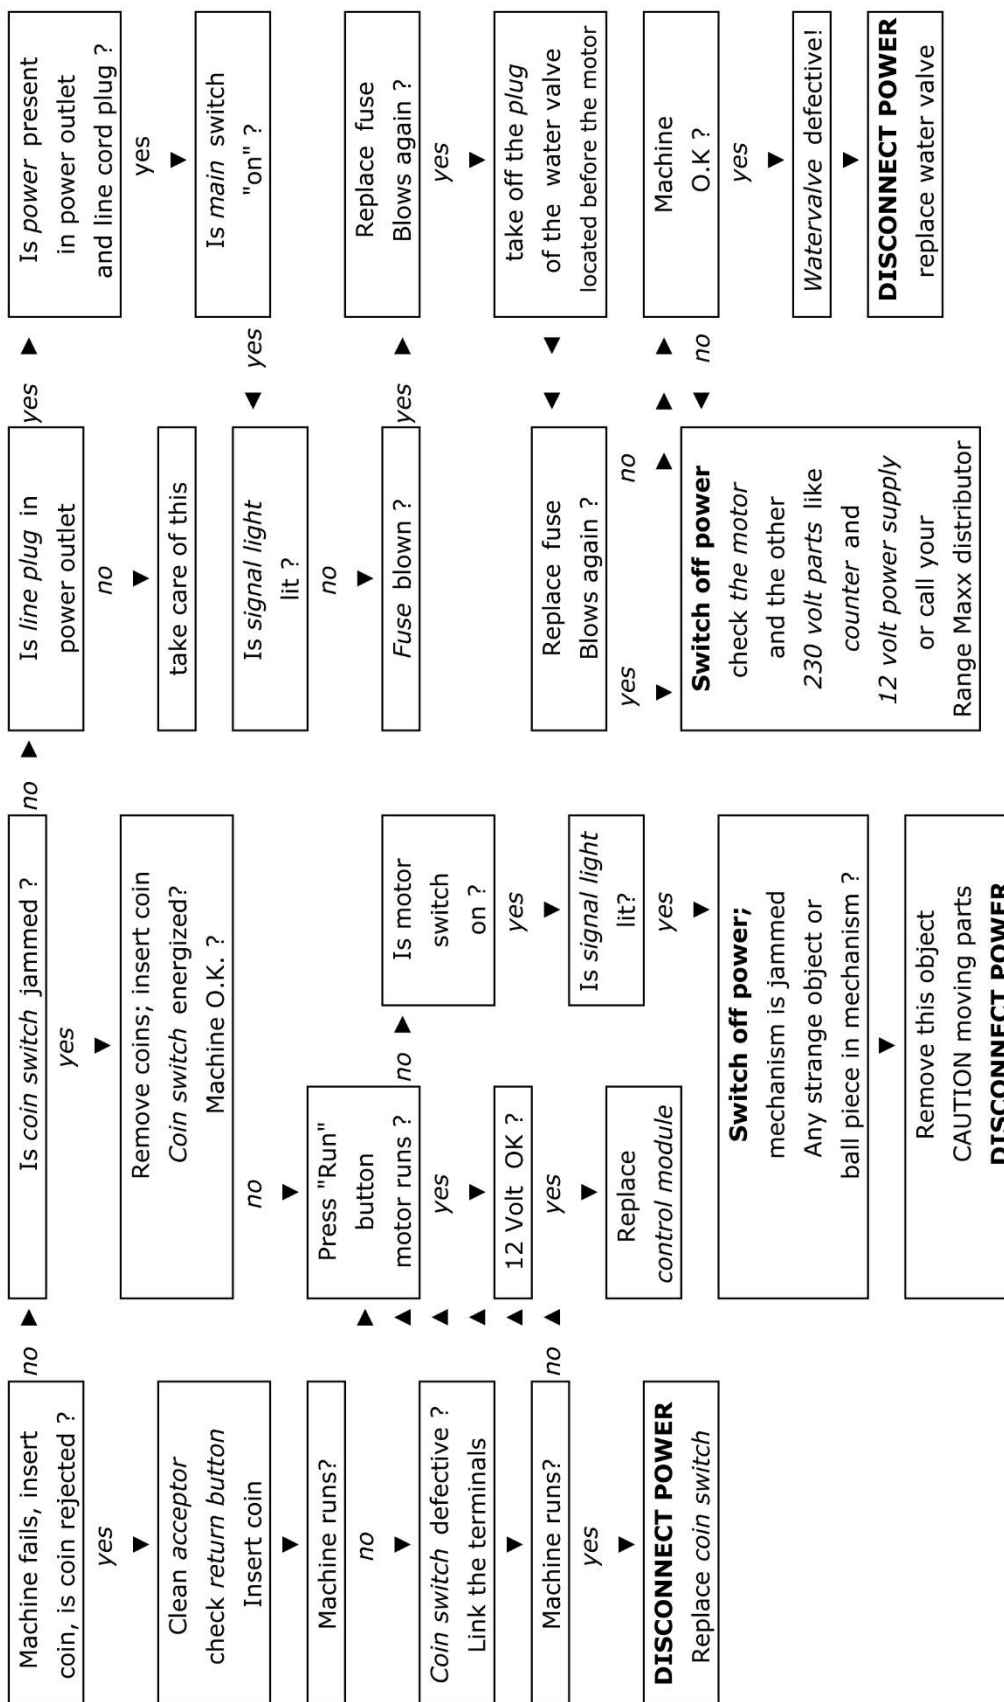 Machine fails, insert
coin, is coin rejected ?
yes
no
Clean acceptor
check return button
Insert coin
Machine runs?
no
Coin switch defective ?
Link the terminals
Machine runs?
no
yes
DISCONNECT POWER
Replace coin switch
Is coin switch jammed ?
no
yes
Remove coins; insert coin
Coin switch energized?
Machine O.K. ?
no
Press "Run"
button
motor runs ?
no
yes
12 Volt OK ?
yes
Replace
control module
Is motor
switch
on ?
yes
Is signal light
lit?
yes
Switch off power;
mechanism is jammed
Any strange object or
ball piece in mechanism ?
Remove this object
CAUTION moving parts
DISCONNECT POWER
Is line plug in
power outlet
yes
no
take care of this
Is signal light
lit ?
yes
no
Fuse blown ?
yes
Replace fuse
Blows again ?
yes
no
Switch off power
check the motor
and the other
230 volt parts like
counter and
12 volt power supply
or call your
Range Maxx distributor
Is power present
in power outlet
and line cord plug ?
yes
Is main switch
"on" ?
Replace fuse
Blows again ?
yes
take off the plug
of the water valve
located before the motor
Machine
O.K ?
no
yes
Watervalve defective!
DISCONNECT POWER
replace water valve